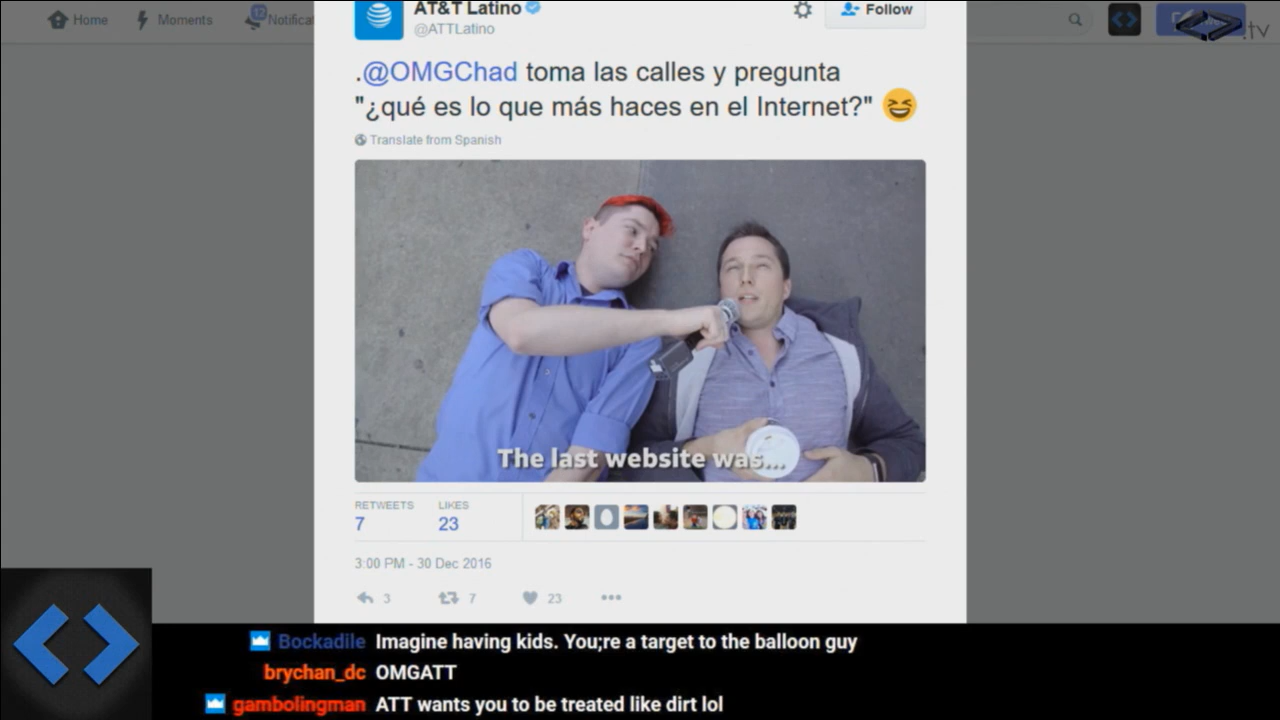 Home
Moments
12
Notifica
AT&T Latino
@ATTLatino
Follow
.tv
.@OMGChad toma las calles y pregunta
"¿qué es lo que más haces en el Internet?" 😆
Translate from Spanish
The last website was...
RETWEETS
LIKES
7
23
3:00 PM - 30 Dec 2016
3
7
23
Bockadile Imagine having kids. You;re a target to the balloon guy
brychan_dc OMGATT
gambolingman ATT wants you to be treated like dirt lol